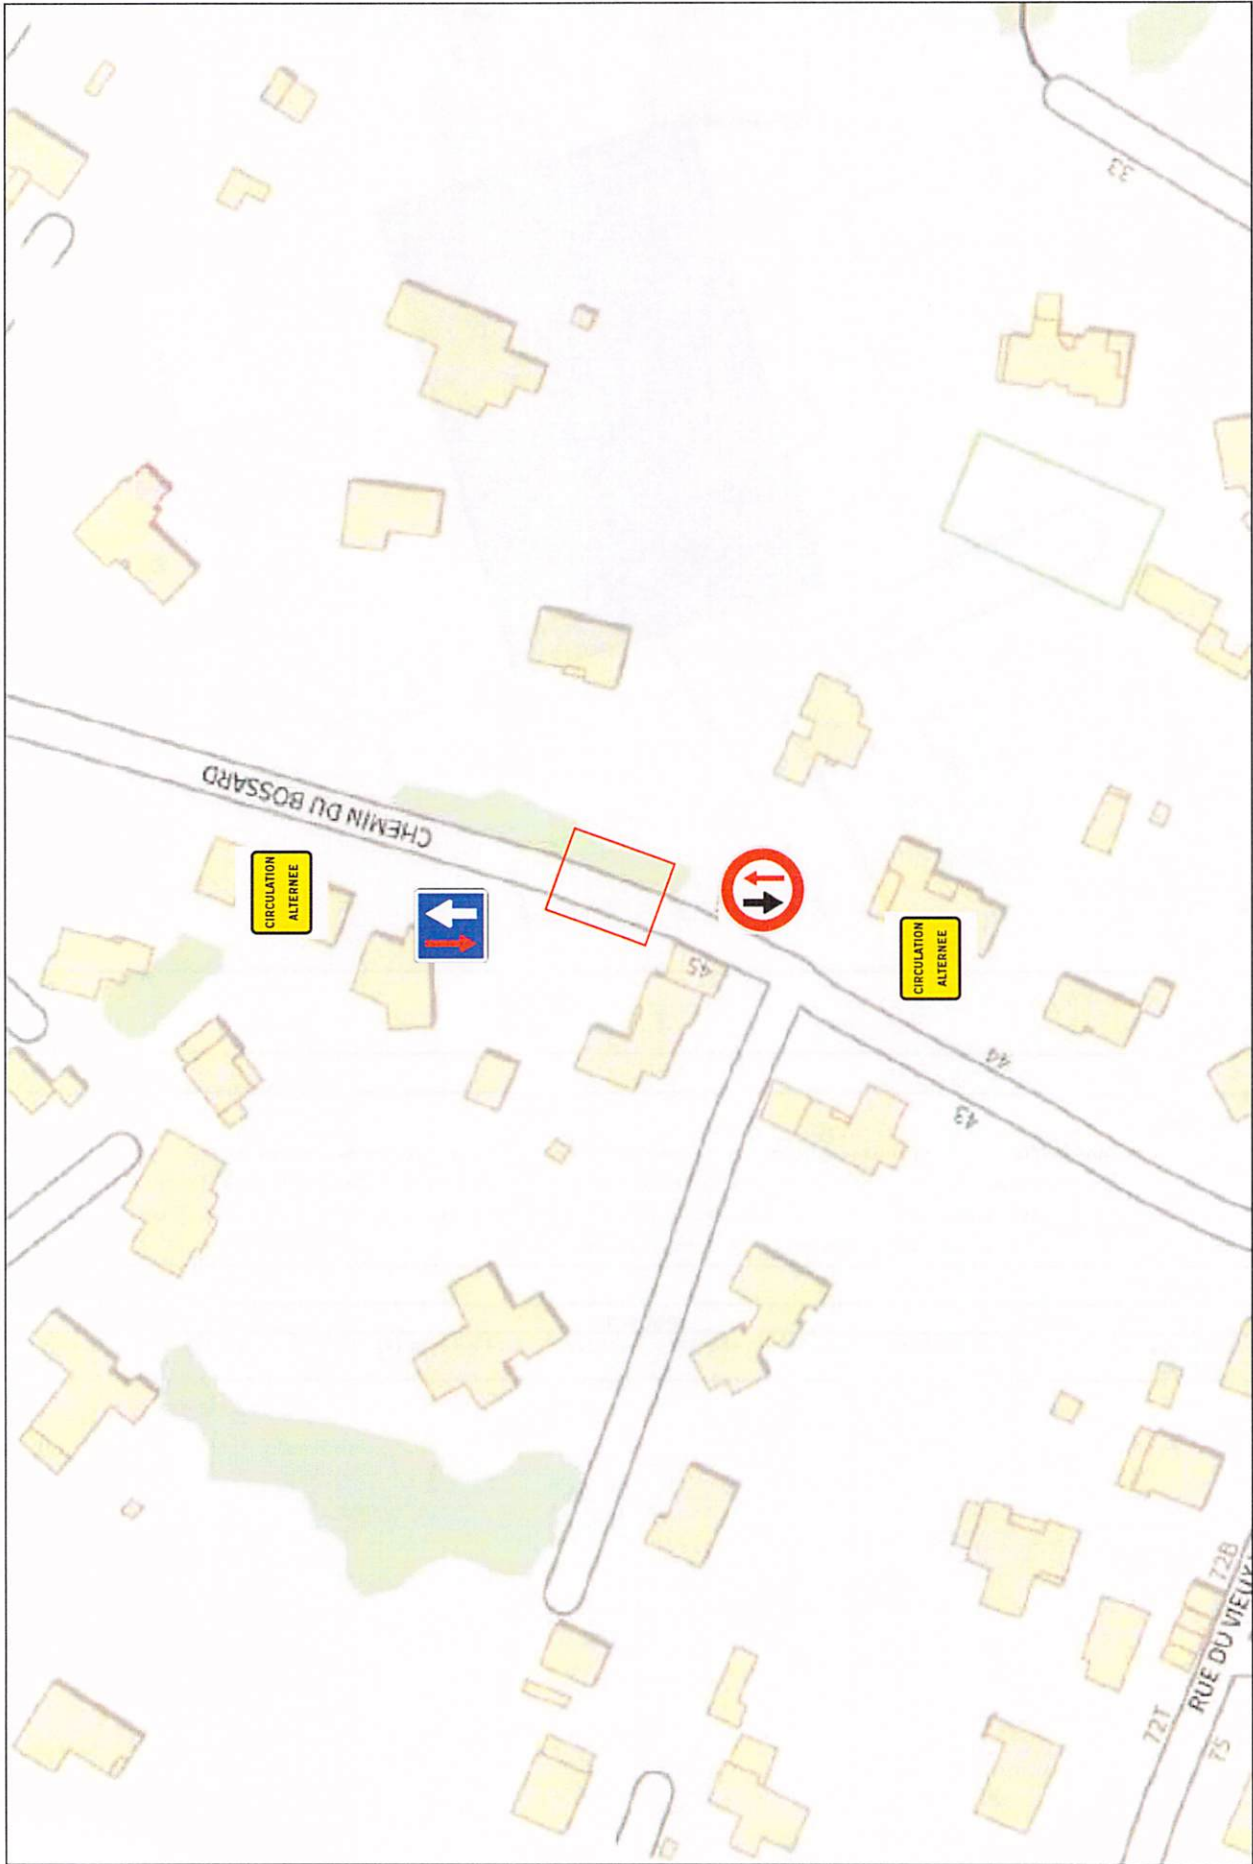 33
CHEMIN DU BOSSARD
CIRCULATION
ALTERNEE
45
CIRCULATION
ALTERNEE
44
43
72B
RUE DU VIEUX
72T
75